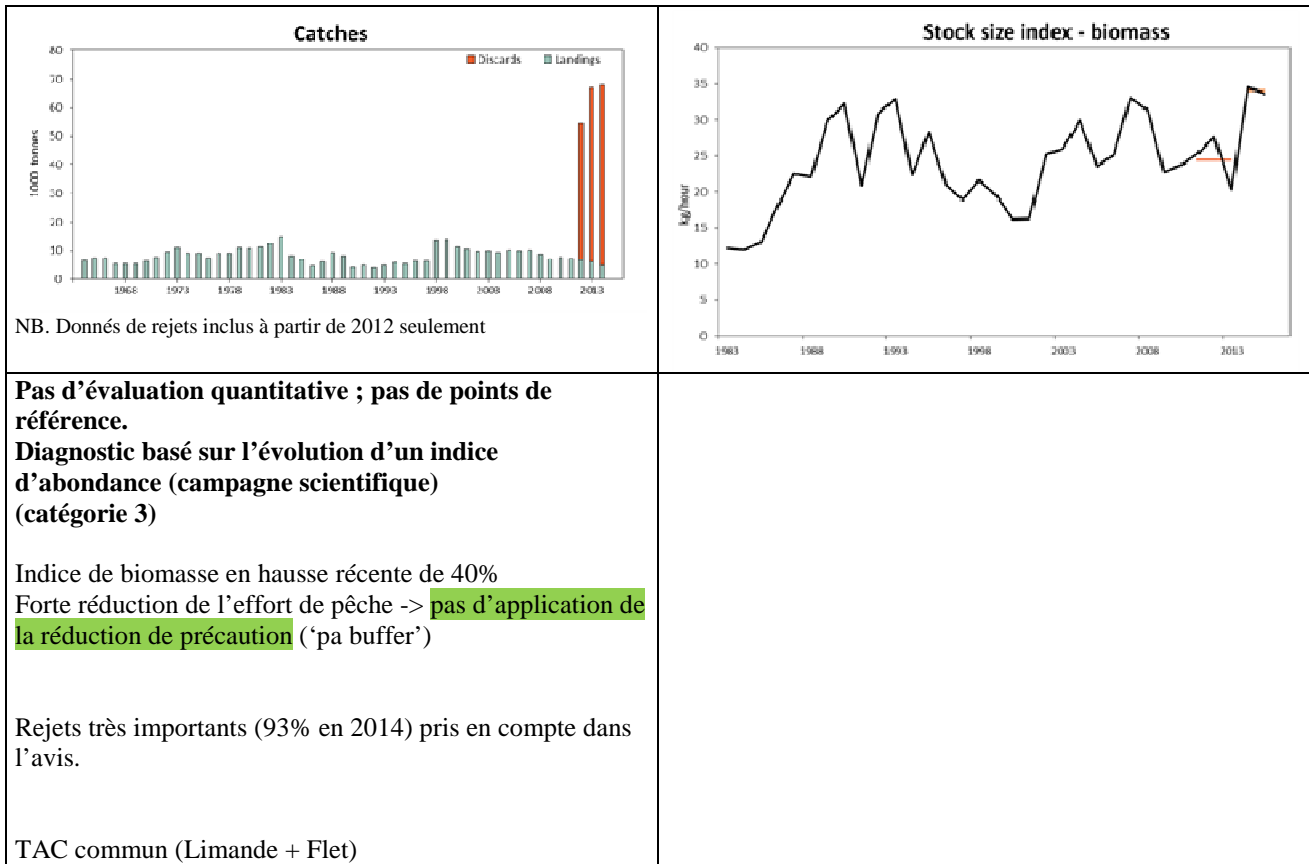 Catches
80
70
60
50
40
30
20
10
0
1000 tonnes
Discards
Landings
1968
1973
1978
1983
1988
1993
1998
2003
2008
2013
NB. Donnés de rejets inclus à partir de 2012 seulement
Stock size index - biomass
40
35
30
25
20
15
10
5
0
kg/hour
1983
1988
1993
1998
2003
2008
2013
Pas d’évaluation quantitative ; pas de points de
référence.
Diagnostic basé sur l’évolution d’un indice
d’abondance (campagne scientifique)
(catégorie 3)
Indice de biomasse en hausse récente de 40%
Forte réduction de l’effort de pêche -> pas d’application de
la réduction de précaution (‘pa buffer’)
Rejets très importants (93% en 2014) pris en compte dans
l’avis.
TAC commun (Limande + Flet)